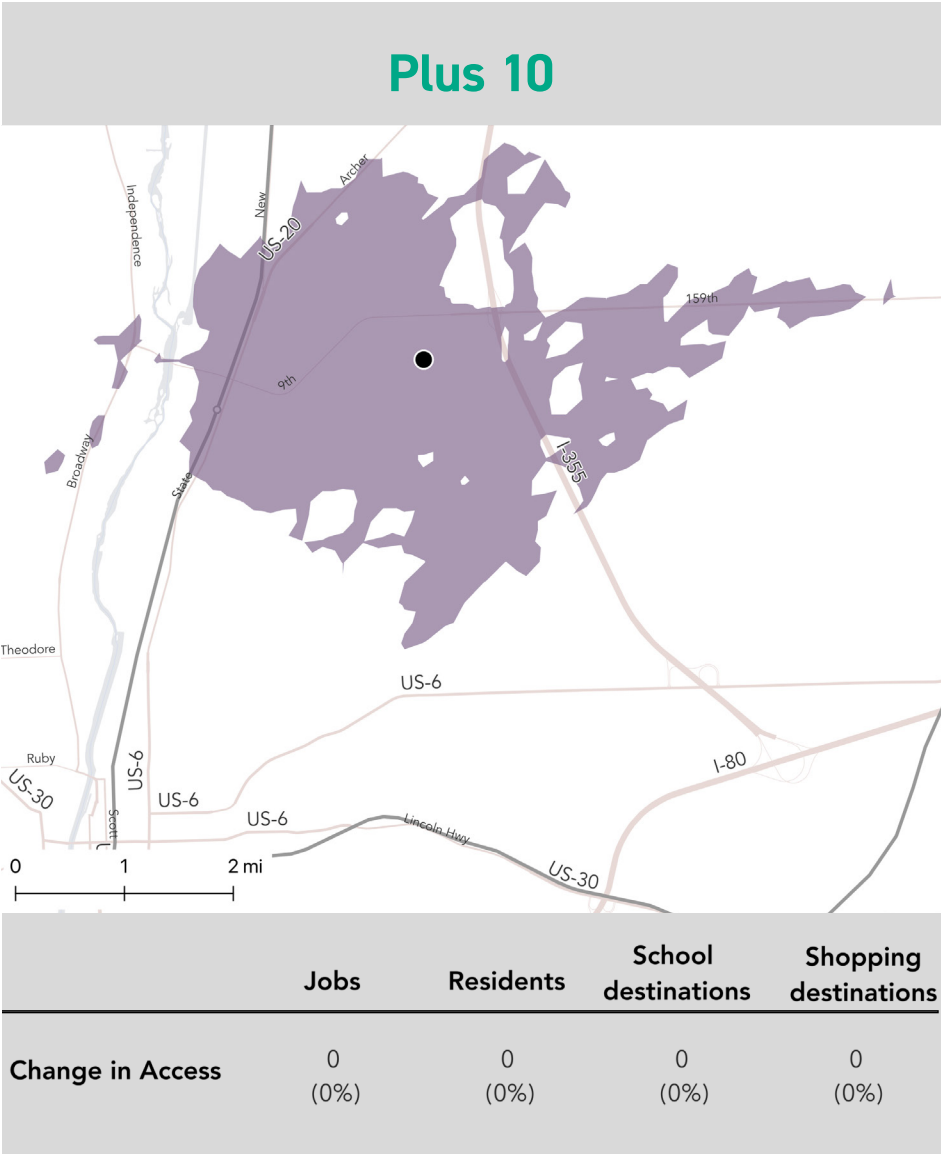 Plus 10
Archer
Independence
New
US-20
159th
9th
Broadway
I-355
State
Theodore
US-6
Ruby
US-6
I-80
US-30
US-6
Scott
US-6
Lincoln Hwy
U
US-30
0 1 2 mi
Jobs Residents School destinations Shopping destinations
Change in Access 0 (0%) 0 (0%) 0 (0%) 0 (0%)